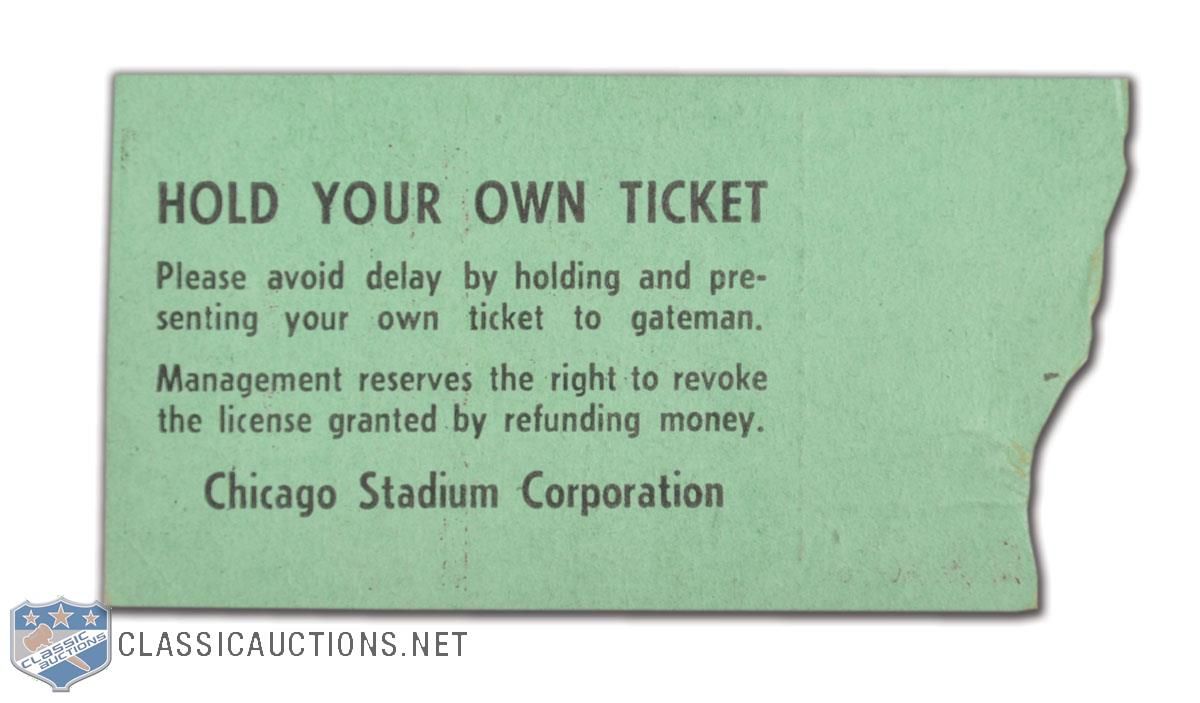 HOLD YOUR OWN TICKET
Please avoid delay by holding and pre-
senting your own ticket to gateman.
Management reserves the right to revoke
the license granted by refunding money.
Chicago Stadium Corporation
CLASSIC
AUCTIONS
CLASSICAUCTIONS.NET